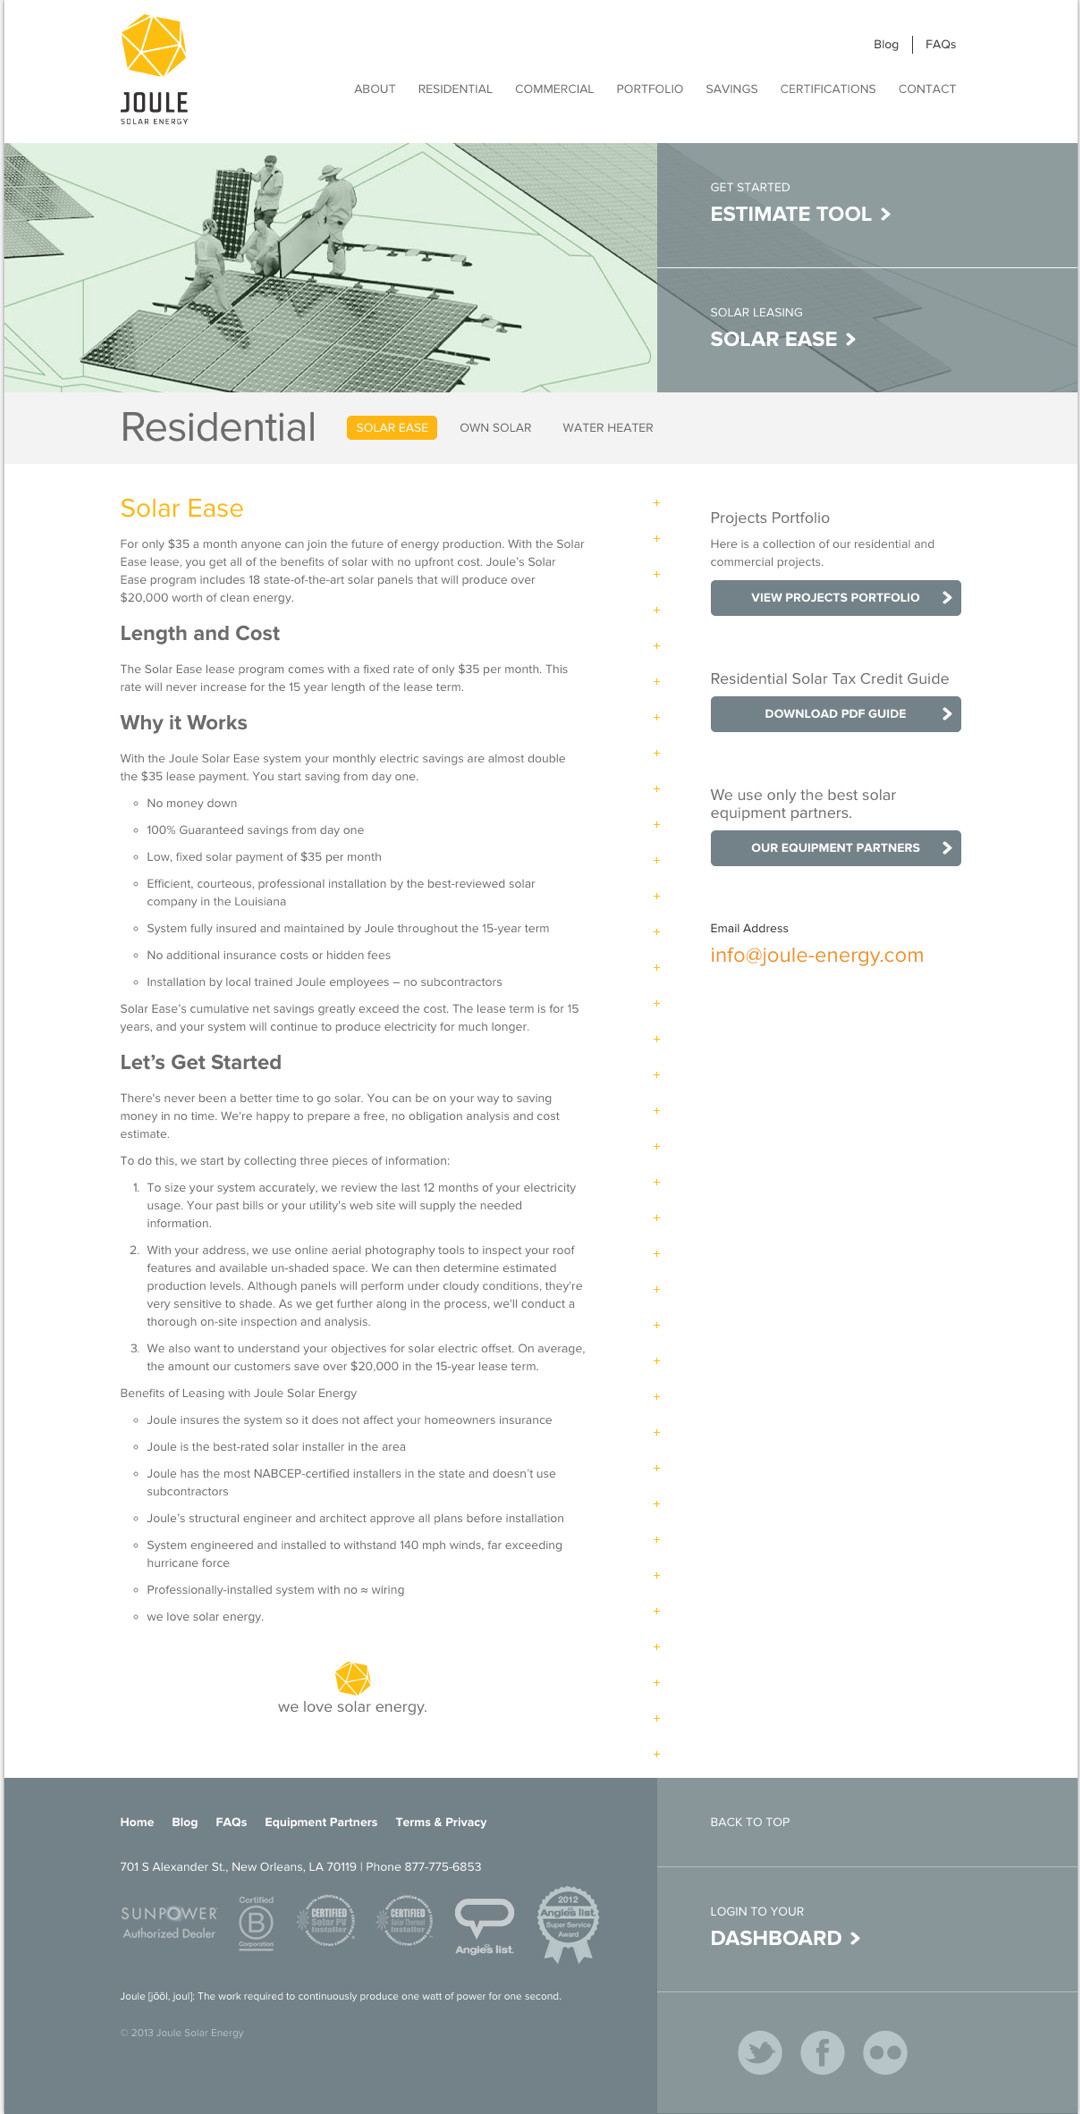 JOULE
SOLAR ENERGY
Blog
FAQs
ABOUT
RESIDENTIAL
COMMERCIAL
PORTFOLIO
SAVINGS
CERTIFICATIONS
CONTACT
GET STARTED
ESTIMATE TOOL
SOLAR LEASING
SOLAR EASE
Residential
SOLAR EASE
OWN SOLAR
WATER HEATER
Solar Ease
For only $35 a month anyone can join the future of energy production. With the Solar
Ease lease, you get all of the benefits of solar with no upfront cost. Joule's Solar
Ease program includes 18 state-of-the-art solar panels that will produce over
$20,000 worth of clean energy.
Length and Cost
The Solar Ease lease program comes with a fixed rate of only $35 per month. This
rate will never increase for the 15 year length of the lease term.
Why it Works
With the Joule Solar Ease system your monthly electric savings are almost double
the $35 lease payment. You start saving from day one.
No money down
100% Guaranteed savings from day one
Low, fixed solar payment of $35 per month
Efficient, courteous, professional installation by the best-reviewed solar
company in the Louisiana
System fully insured and maintained by Joule throughout the 15-year term
No additional insurance costs or hidden fees
Installation by local trained Joule employees – no subcontractors
Solar Ease's cumulative net savings greatly exceed the cost. The lease term is for 15
years, and your system will continue to produce electricity for much longer.
Let's Get Started
There's never been a better time to go solar. You can be on your way to saving
money in no time. We're happy to prepare a free, no obligation analysis and cost
estimate.
To do this, we start by collecting three pieces of information:
1. To size your system accurately, we review the last 12 months of your electricity
usage. Your past bills or your utility's web site will supply the needed
information.
2. With your address, we use online aerial photography tools to inspect your roof
features and available un-shaded space. We can then determine estimated
production levels. Although panels will perform under cloudy conditions, they're
very sensitive to shade. As we get further along in the process, we'll conduct a
thorough on-site inspection and analysis.
3. We also want to understand your objectives for solar electric offset. On average,
the amount our customers save over $20,000 in the 15-year lease term.
Benefits of Leasing with Joule Solar Energy
Joule insures the system so it does not affect your homeowners insurance
Joule is the best-rated solar installer in the area
Joule has the most NABCEP-certified installers in the state and doesn't use
subcontractors
Joule's structural engineer and architect approve all plans before installation
System engineered and installed to withstand 140 mph winds, far exceeding
hurricane force
Professionally-installed system with no ≈ wiring
we love solar energy.
we love solar energy.
Projects Portfolio
Here is a collection of our residential and
commercial projects.
VIEW PROJECTS PORTFOLIO
Residential Solar Tax Credit Guide
DOWNLOAD PDF GUIDE
We use only the best solar
equipment partners.
OUR EQUIPMENT PARTNERS
Email Address
info@joule-energy.com
Home
Blog
FAQs
Equipment Partners
Terms & Privacy
701 S Alexander St., New Orleans, LA 70119 | Phone 877-775-6853
SUNPOWER
Authorized Dealer
Certified
B
Corporation
CERTIFIED
Solar PV
Installer
CERTIFIED
Solar Thermal
Installer
Angie's list.
2012
Angie's list
Super Service
Award
Joule [jōōl, joul]: The work required to continuously produce one watt of power for one second.
© 2013 Joule Solar Energy
BACK TO TOP
LOGIN TO YOUR
DASHBOARD